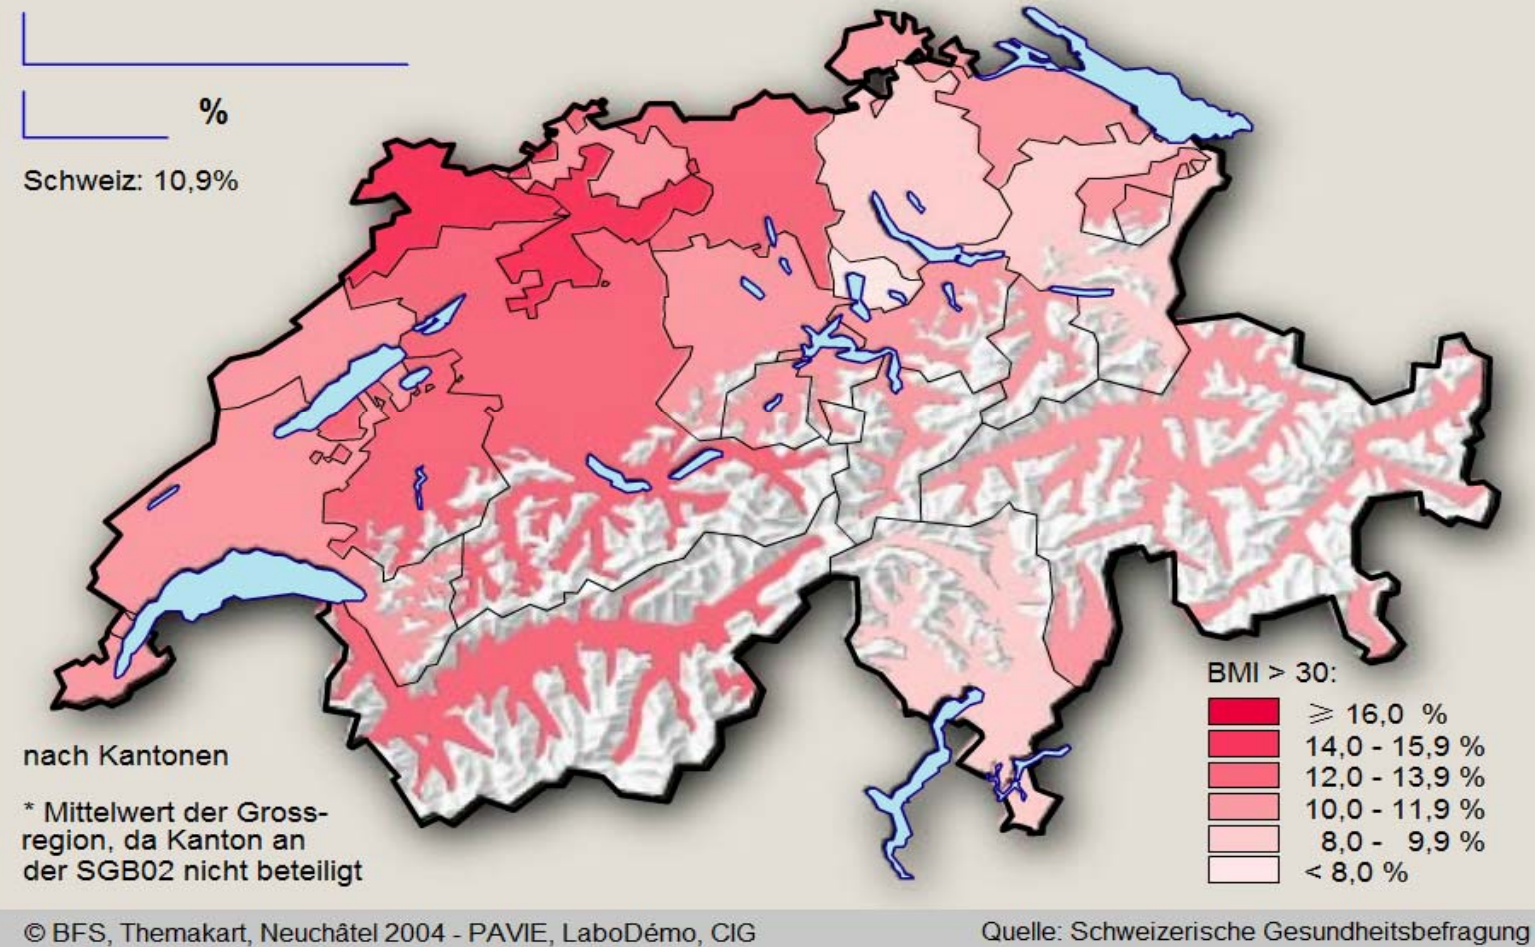 %
Schweiz: 10,9%
nach Kantonen
* Mittelwert der Gross-
region, da Kanton an
der SGB02 nicht beteiligt
BMI > 30:
⩾ 16,0 %
14,0 - 15,9 %
12,0 - 13,9 %
10,0 - 11,9 %
8,0 - 9,9 %
< 8,0 %
© BFS, Themakart, Neuchâtel 2004 - PAVIE, LaboDémo, CIG
Quelle: Schweizerische Gesundheitsbefragung